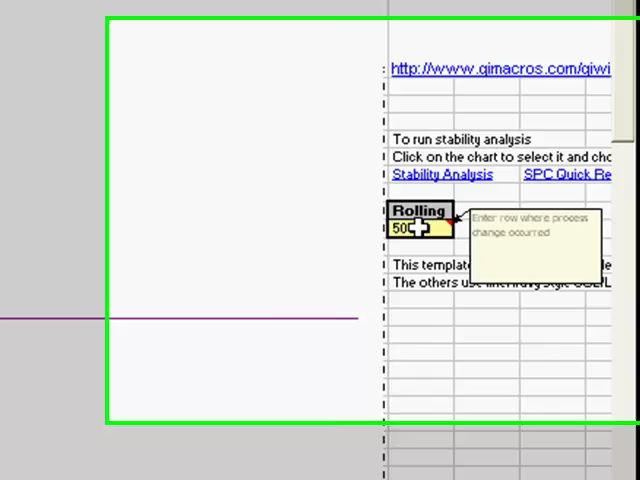 http://www.qimacros.com/qiwi
To run stability analysis
Click on the chart to select it and cho
Stability Analysis SPC Quick Re
Rolling
50
Enter row where process
change occurred
This template
The others use